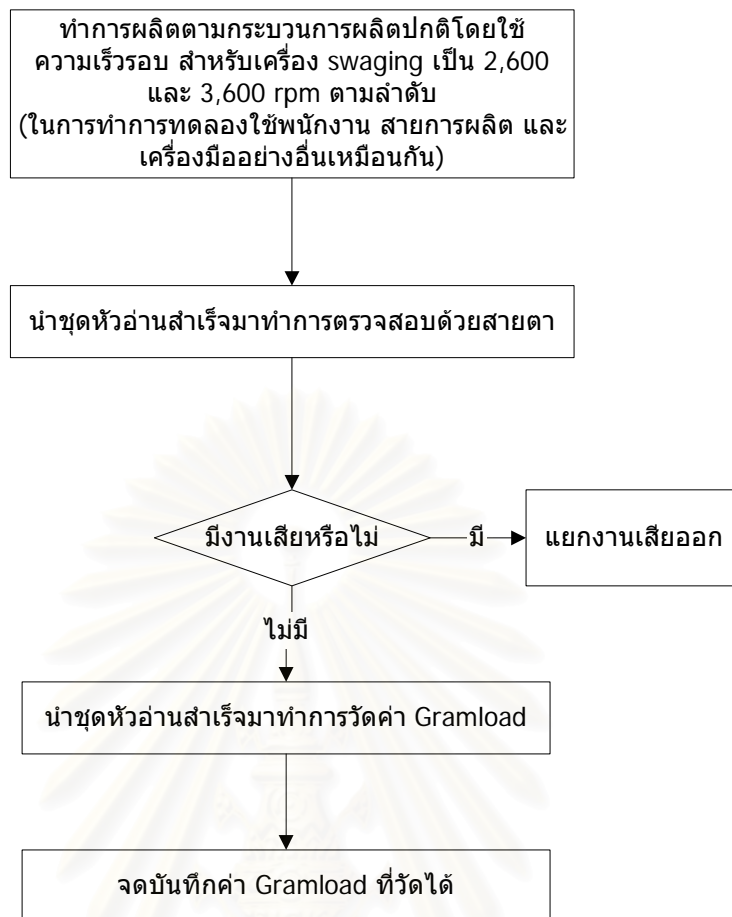 ทำการผลิตตามกระบวนการผลิตปกติโดยใช้
ความเร็วรอบ สำหรับเครื่อง swaging เป็น 2,600
และ 3,600 rpm ตามลำดับ
(ในการทำการทดลองใช้พนักงาน สายการผลิต และ
เครื่องมืออย่างอื่นเหมือนกัน)
นำชุดหัวอ่านสำเร็จมาทำการตรวจสอบด้วยสายตา
มีงานเสียหรือไม่
มี
แยกงานเสียออก
ไม่มี
นำชุดหัวอ่านสำเร็จมาทำการวัดค่า Gramload
จดบันทึกค่า Gramload ที่วัดได้